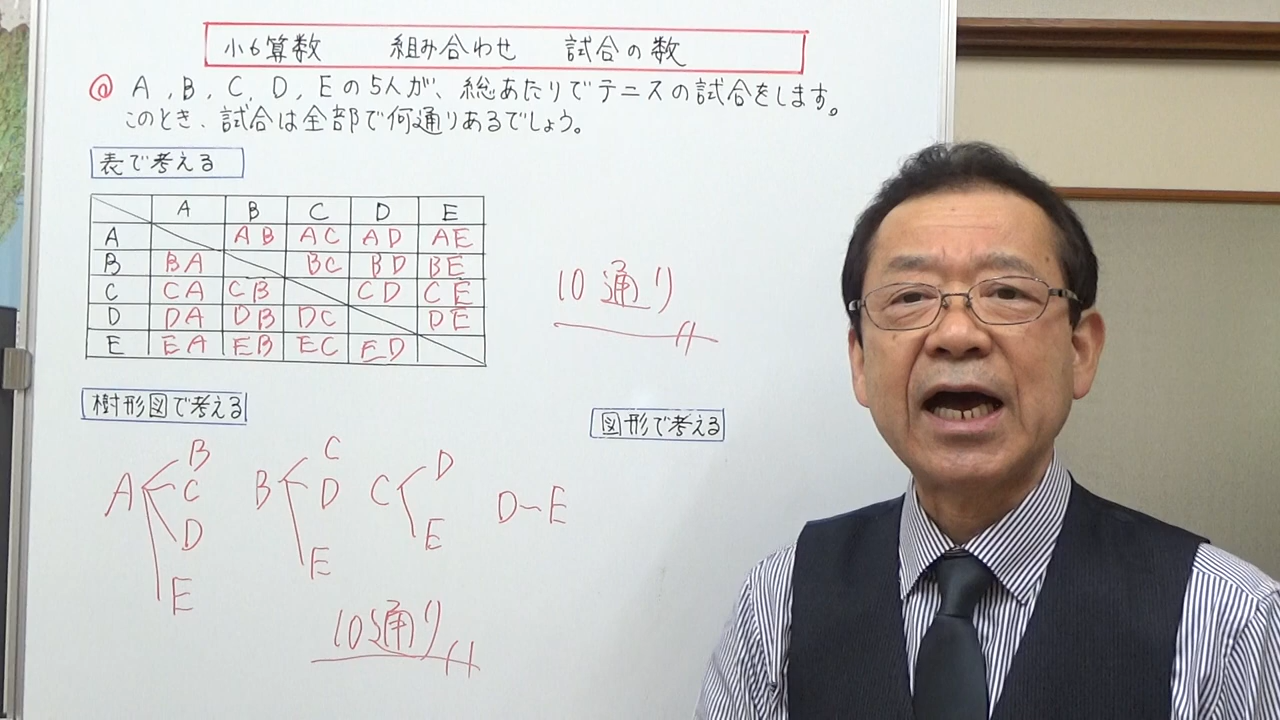 小6算数 組み合わせ 試合の数
@ A, B, C, D, Eの5人が、総あたりでテニスの試合をします。
このとき、試合は全部で何通りあるでしょう。
表で考える
A B C D E
A AB AC AD AE
B BA BC BD BE
C CA CB CD CE
D DA DB DC DE
E EA EB EC ED
10通り
樹形図で考える
図形で考える
A B C D E
B C D E
C D E
D E
10通り